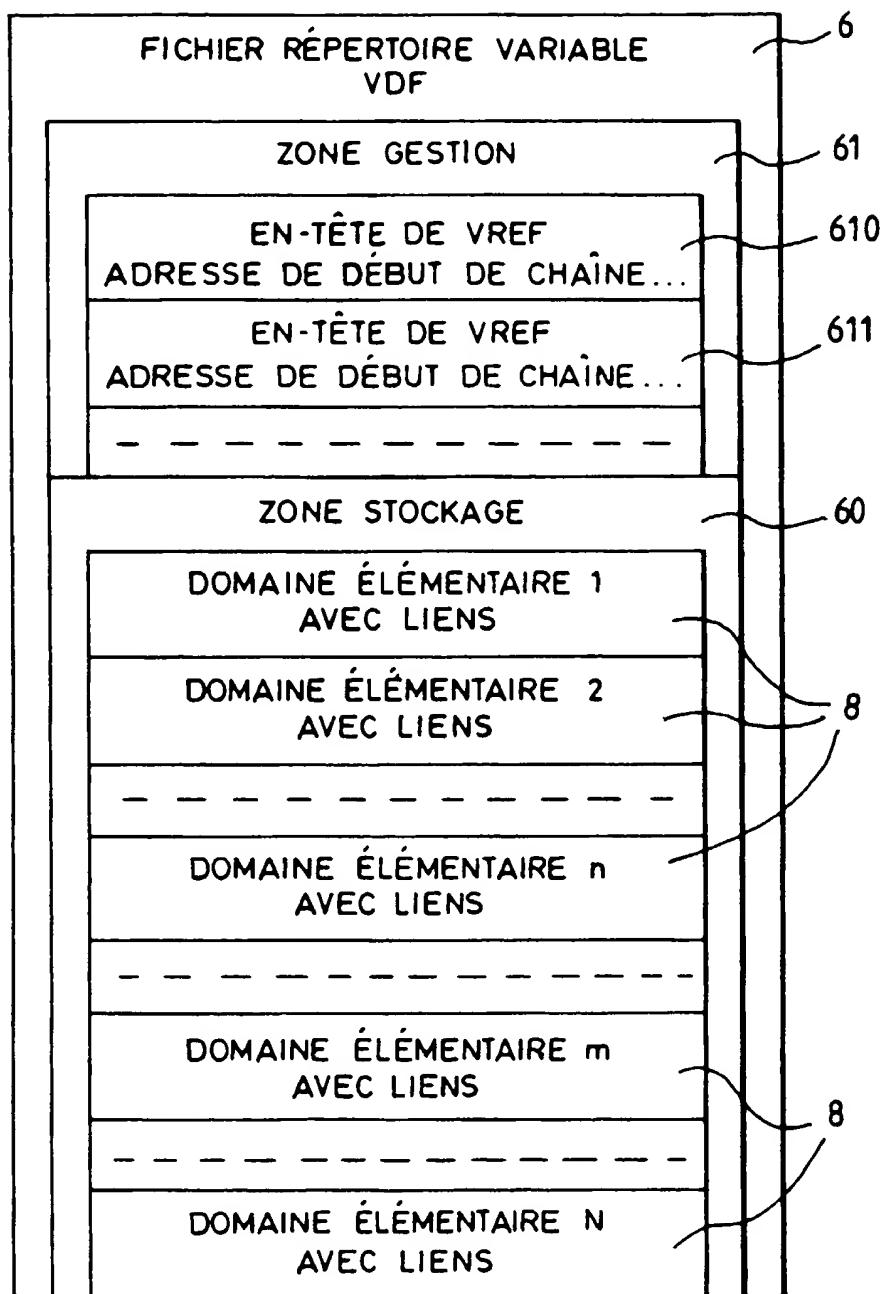 FICHIER RÉPERTOIRE VARIABLE
VDF
6
ZONE GESTION
61
EN-TÊTE DE VREF
ADRESSE DE DÉBUT DE CHAÎNE...
610
EN-TÊTE DE VREF
ADRESSE DE DÉBUT DE CHAÎNE...
611
ZONE STOCKAGE
60
DOMAINE ÉLÉMENTAIRE 1
AVEC LIENS
DOMAINE ÉLÉMENTAIRE 2
AVEC LIENS
8
DOMAINE ÉLÉMENTAIRE n
AVEC LIENS
DOMAINE ÉLÉMENTAIRE m
AVEC LIENS
8
DOMAINE ÉLÉMENTAIRE N
AVEC LIENS